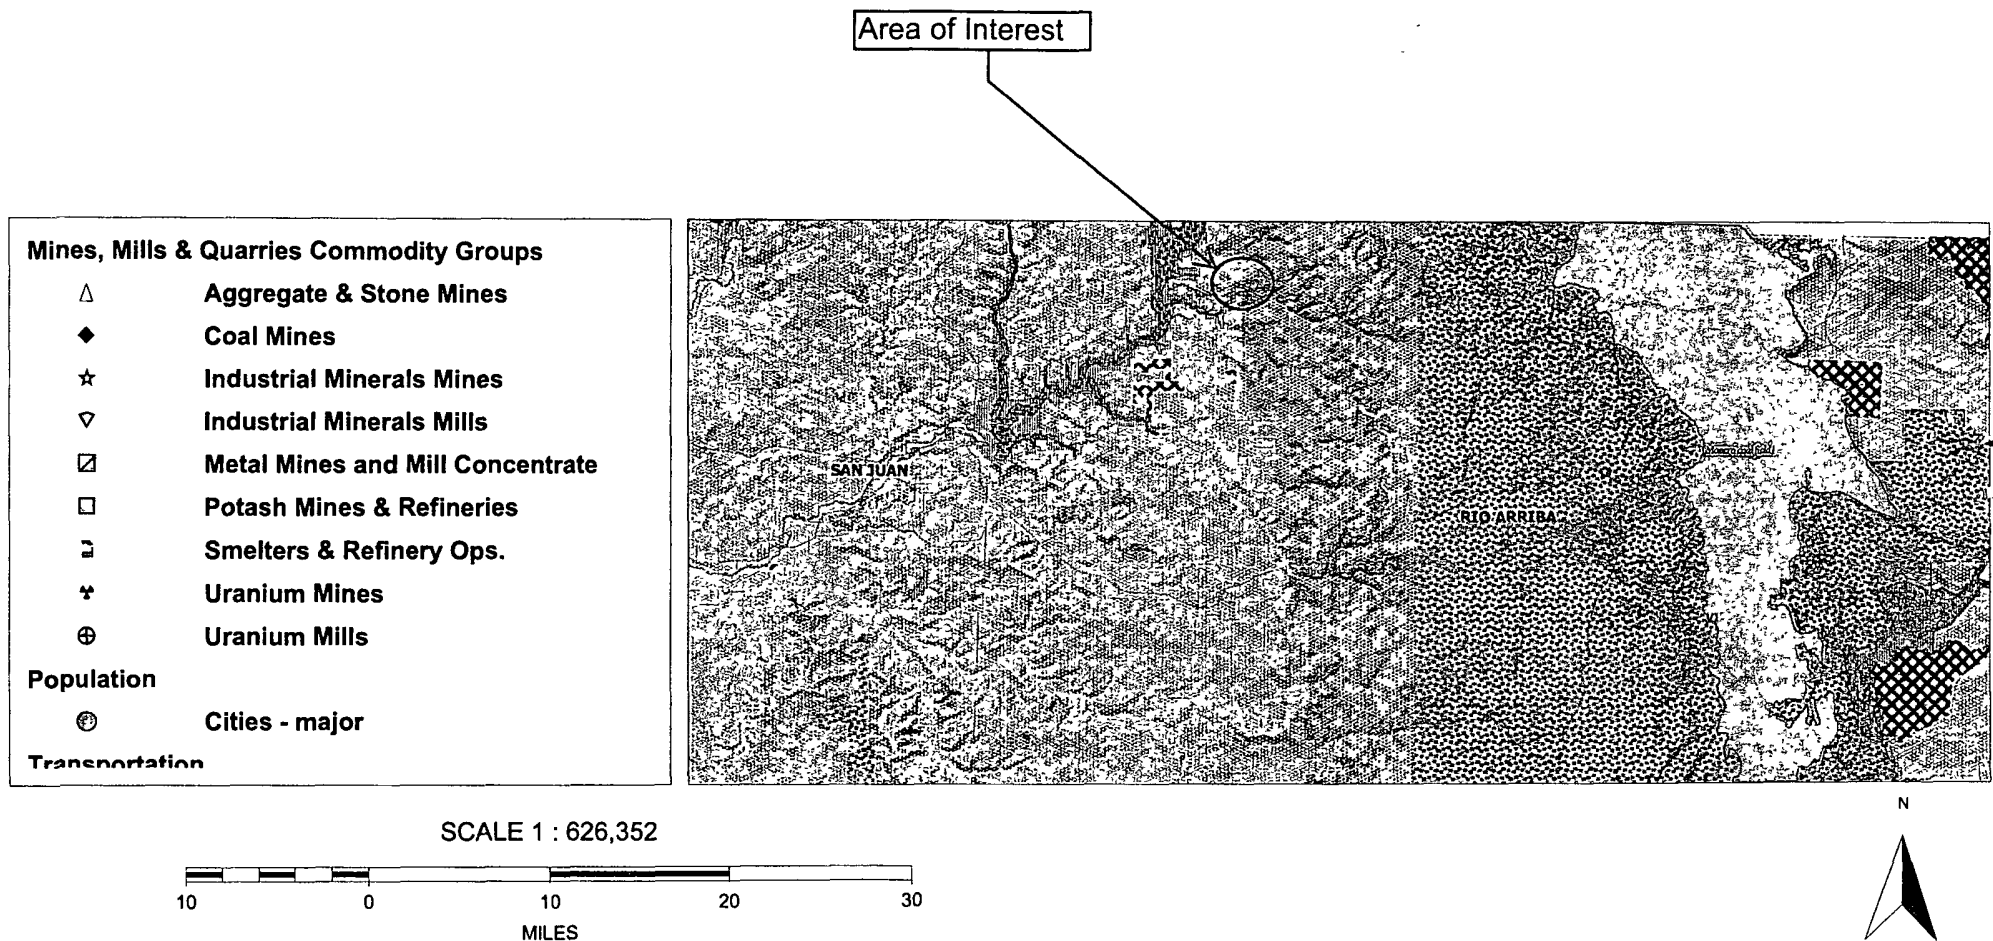 Area of Interest
Mines, Mills & Quarries Commodity Groups
Aggregate & Stone Mines
Coal Mines
Industrial Minerals Mines
Industrial Minerals Mills
Metal Mines and Mill Concentrate
Potash Mines & Refineries
Smelters & Refinery Ops.
Uranium Mines
Uranium Mills
Population
Cities - major
Transportation
SAN JUAN
RIO ARRIBA
SCALE 1 : 626,352
10 0 10 20 30
MILES
N